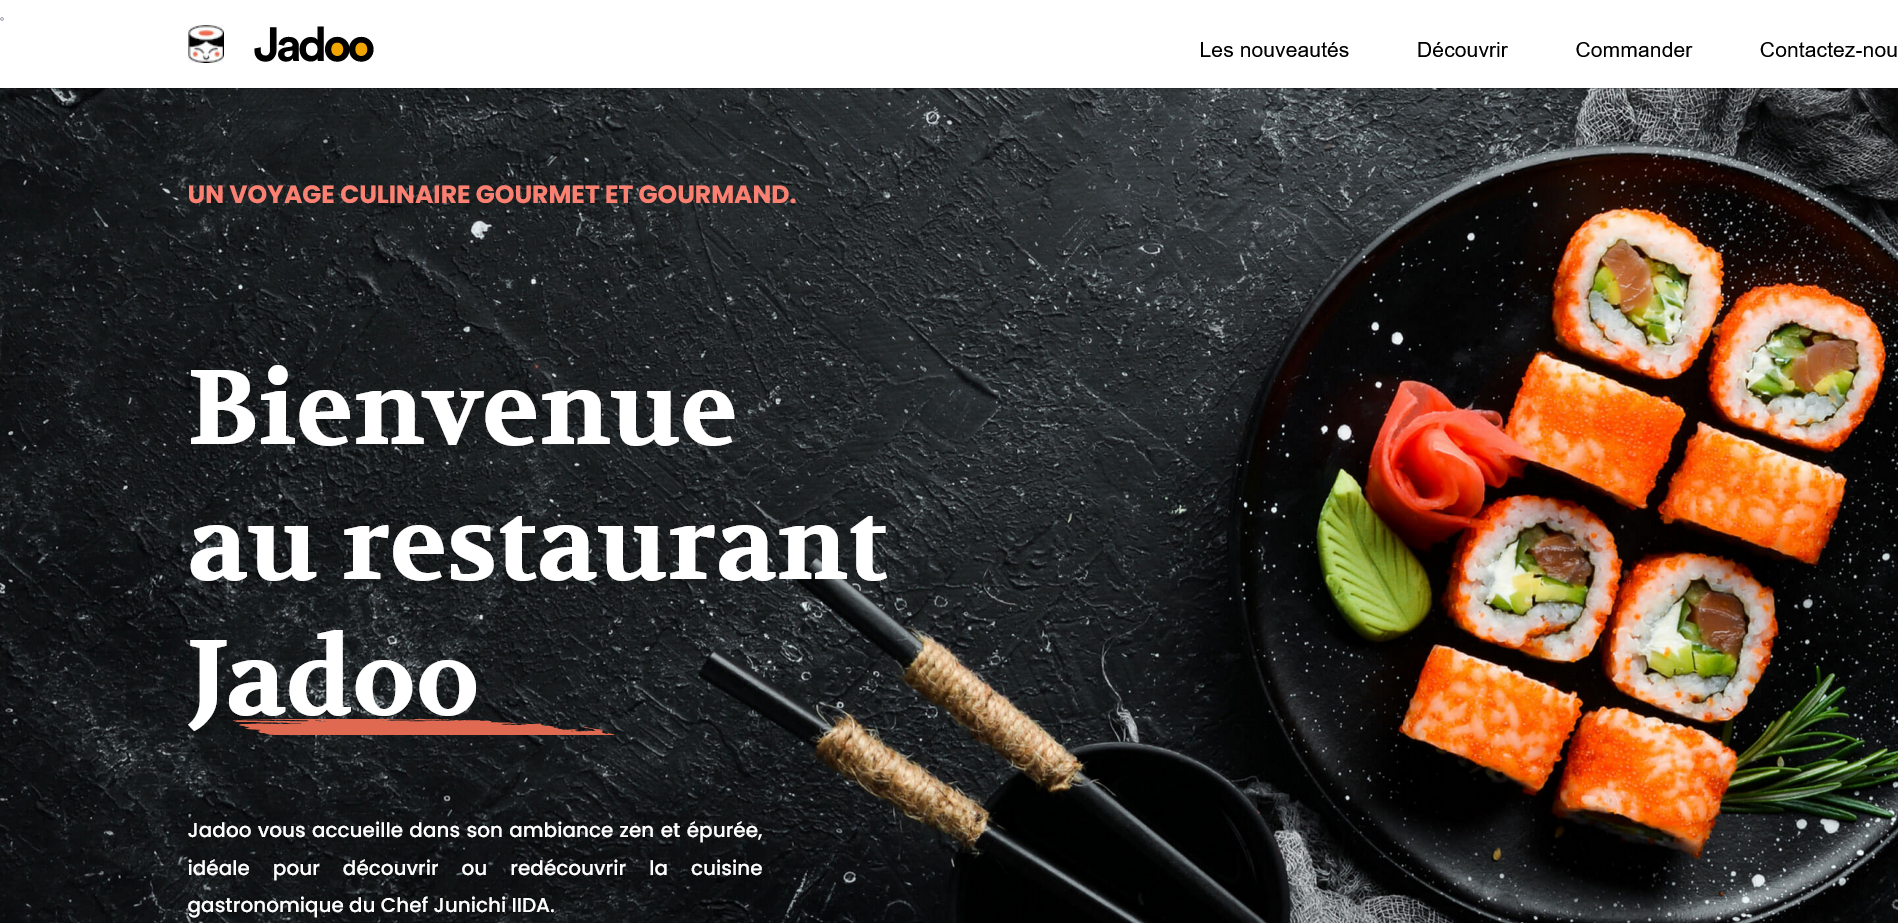 Jadoo
Les nouveautés Découvrir Commander Contactez-nou
UN VOYAGE CULINAIRE GOURMET ET GOURMAND.
Bienvenue
au restaurant
Jadoo
Jadoo vous accueille dans son ambiance zen et épurée,
idéale pour découvrir ou redécouvrir la cuisine
gastronomique du Chef Junichi IIDA.